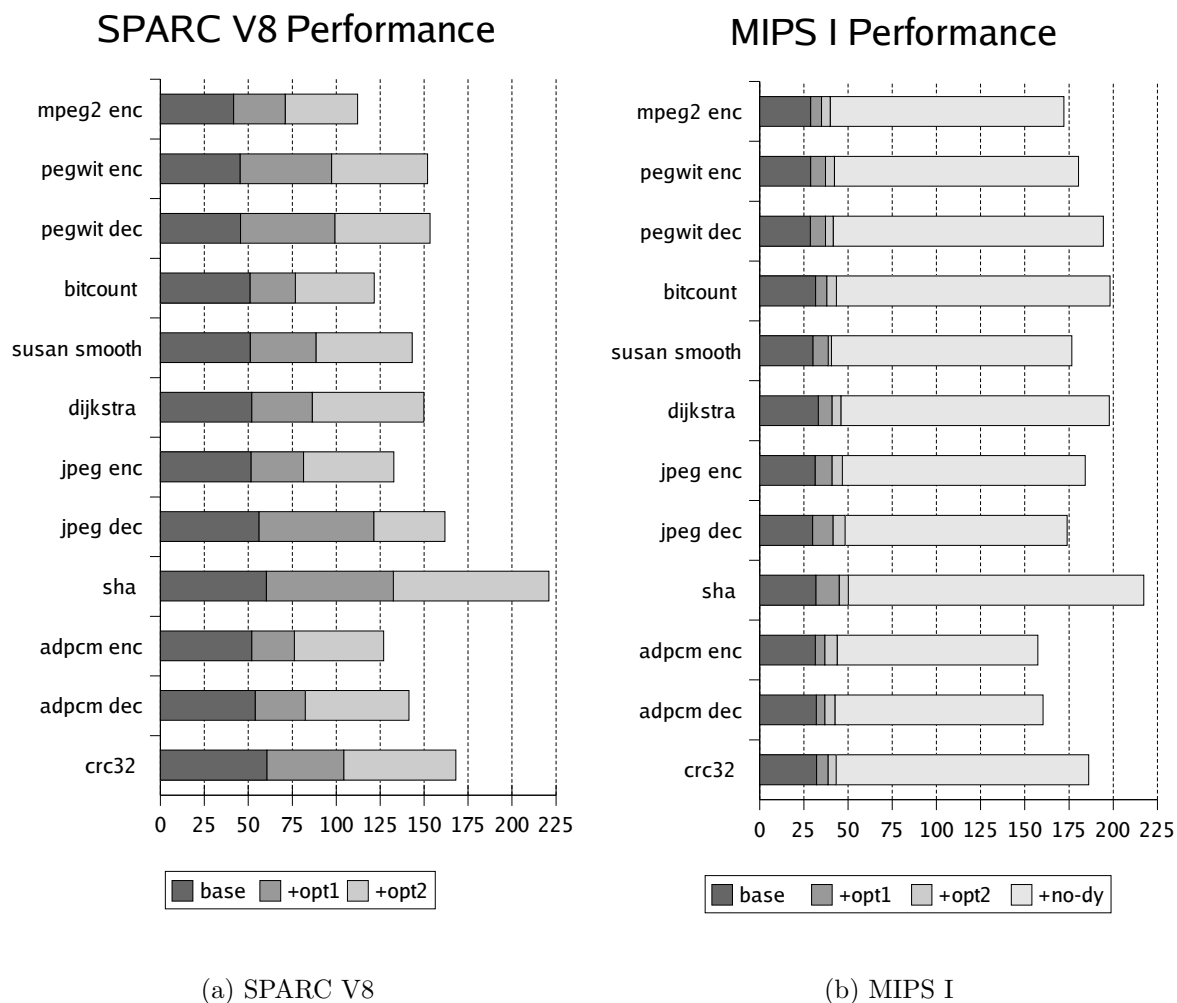 SPARC V8 Performance
mpeg2 enc
pegwit enc
pegwit dec
bitcount
susan smooth
dijkstra
jpeg enc
jpeg dec
sha
adpcm enc
adpcm dec
crc32
0 25 50 75 100 125 150 175 200 225
base +opt1 +opt2
(a) SPARC V8
MIPS I Performance
mpeg2 enc
pegwit enc
pegwit dec
bitcount
susan smooth
dijkstra
jpeg enc
jpeg dec
sha
adpcm enc
adpcm dec
crc32
0 25 50 75 100 125 150 175 200 225
base +opt1 +opt2 +no-dy
(b) MIPS I